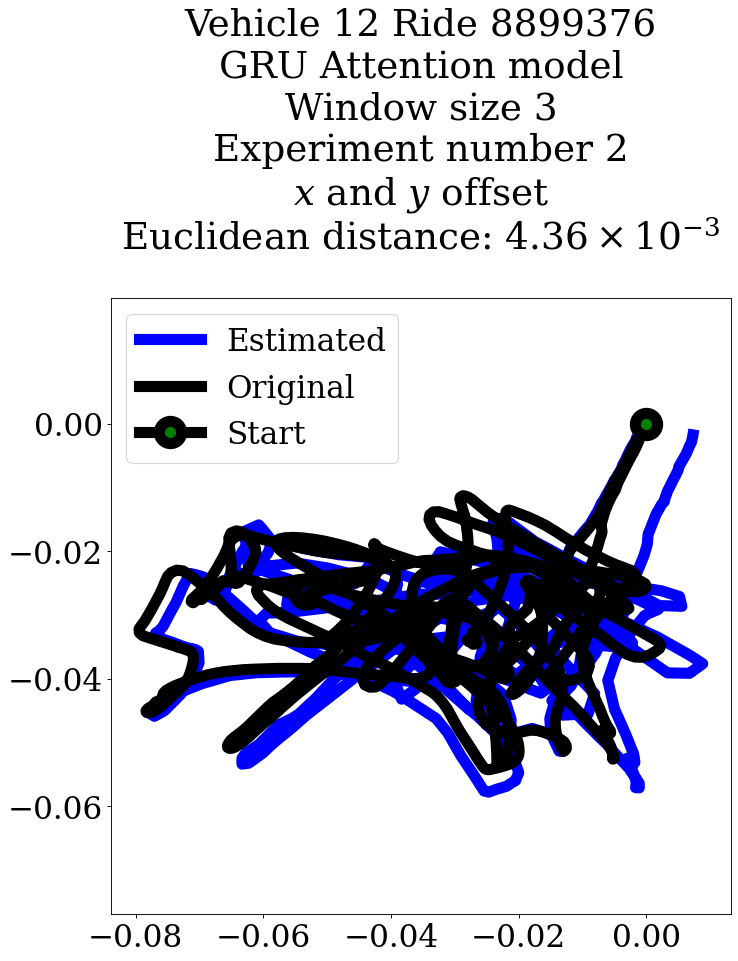 Vehicle 12 Ride 8899376
GRU Attention model
Window size 3
Experiment number 2
x and y offset
Euclidean distance: 4.36 × 10⁻³
Estimated
Original
Start
0.00
−0.02
−0.04
−0.06
−0.08 −0.06 −0.04 −0.02 0.00